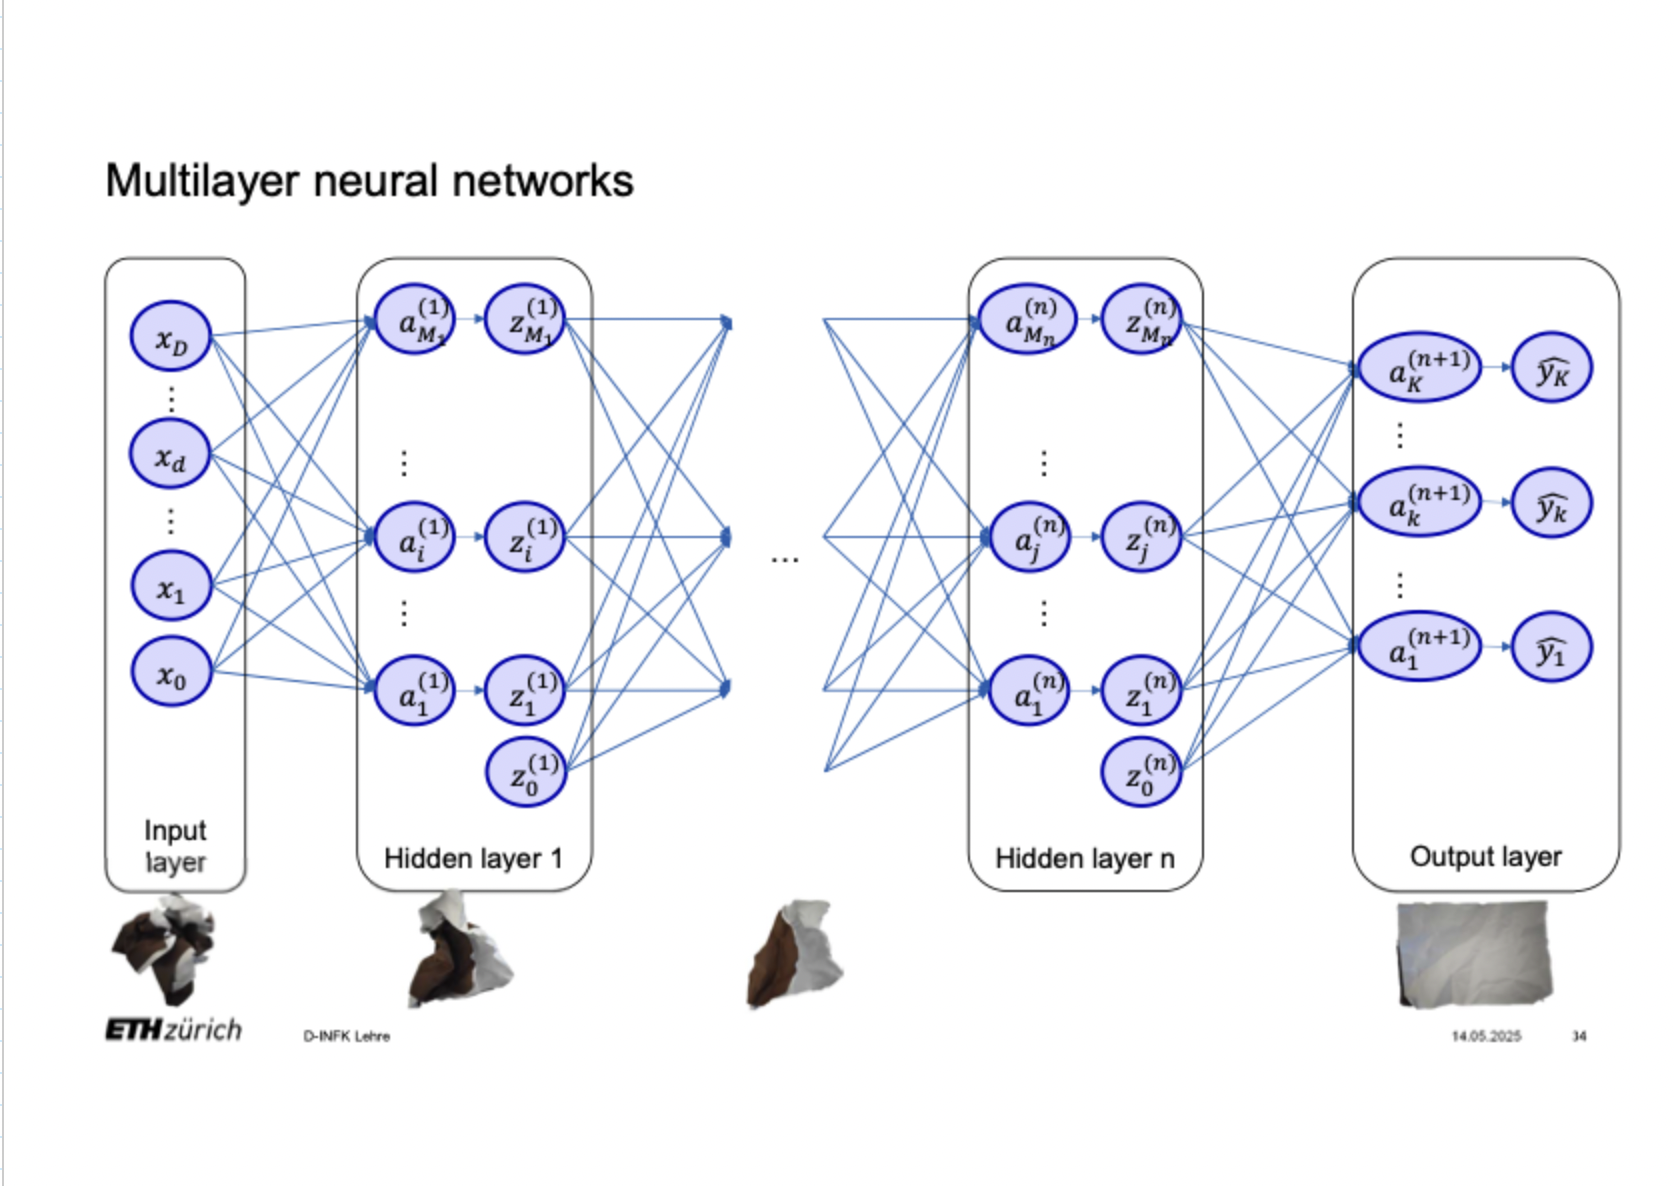 Multilayer neural networks
x_D
⋮
x_d
⋮
x_1
x_0
Input
layer
a_{M_1}^{(1)} z_{M_1}^{(1)}
⋮
a_i^{(1)} z_i^{(1)}
⋮
a_1^{(1)} z_1^{(1)}
z_0^{(1)}
Hidden layer 1
...
a_{M_n}^{(n)} z_{M_n}^{(n)}
⋮
a_j^{(n)} z_j^{(n)}
⋮
a_1^{(n)} z_1^{(n)}
z_0^{(n)}
Hidden layer n
a_K^{(n+1)} \widehat{y_K}
⋮
a_k^{(n+1)} \widehat{y_k}
⋮
a_1^{(n+1)} \widehat{y_1}
Output layer
ETH zürich
D-INFK Lehre
14.05.2025
34